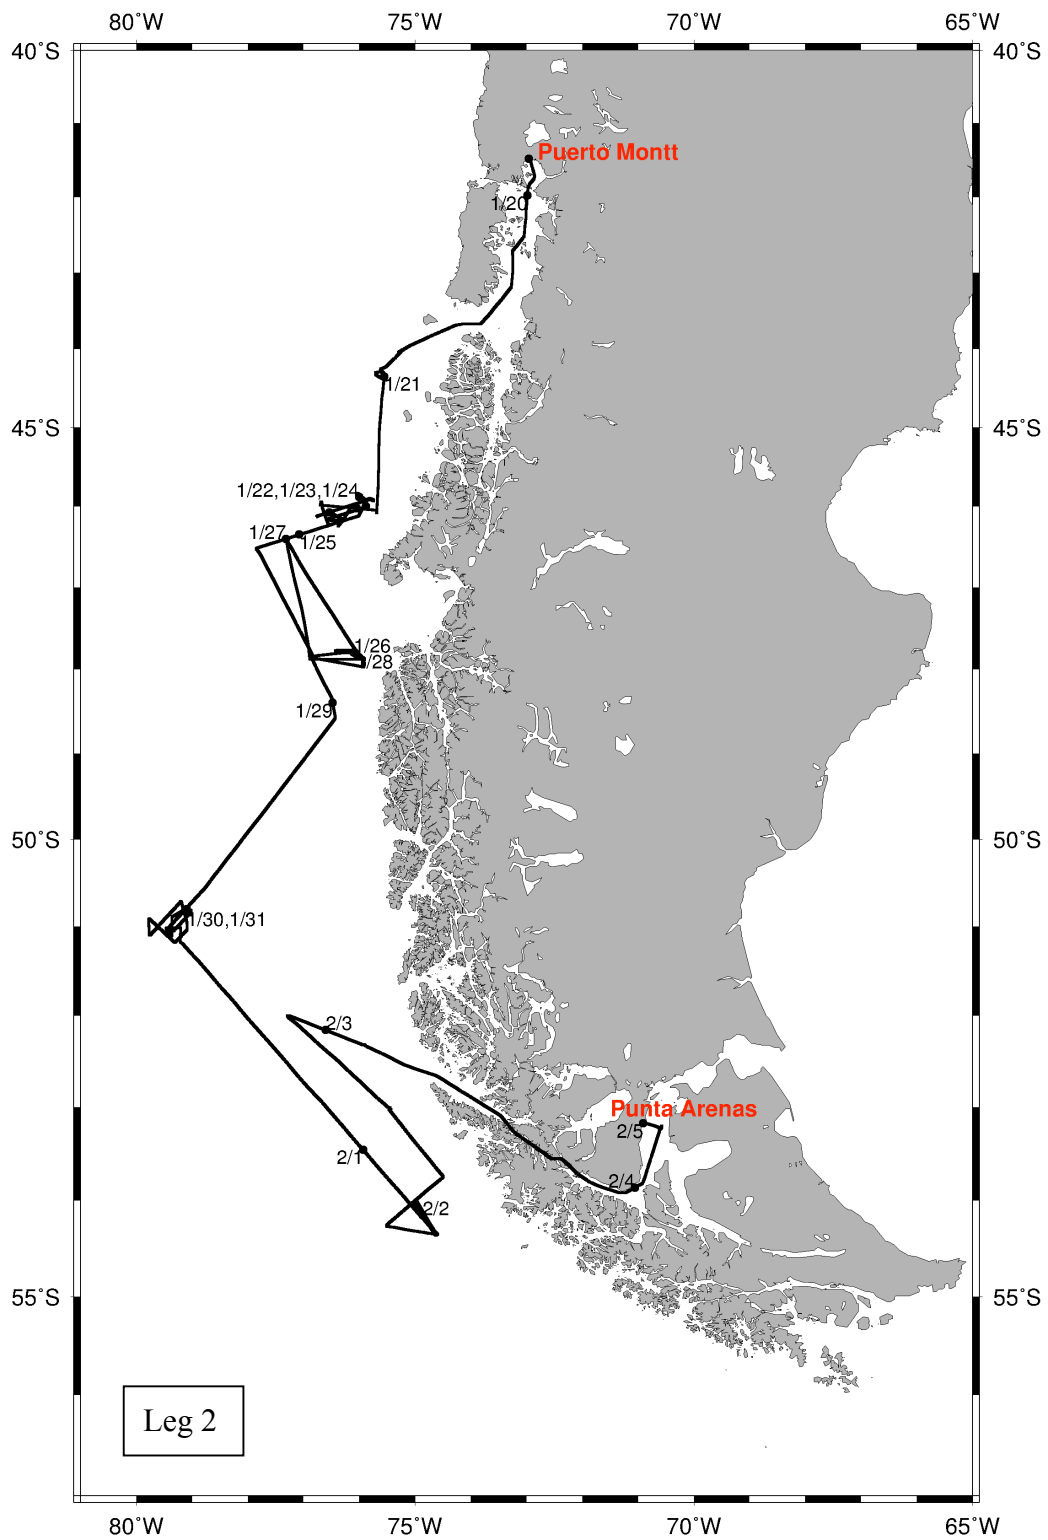 80˚W 75˚W 70˚W 65˚W
40˚S 40˚S
Puerto Montt
1/20
1/21
45˚S 45˚S
1/22,1/23,1/24
1/27
1/25
1/26
/28
1/29
50˚S 50˚S
1/30,1/31
2/3
Punta Arenas
2/5
2/1
2/4
2/2
55˚S 55˚S
Leg 2
80˚W 75˚W 70˚W 65˚W